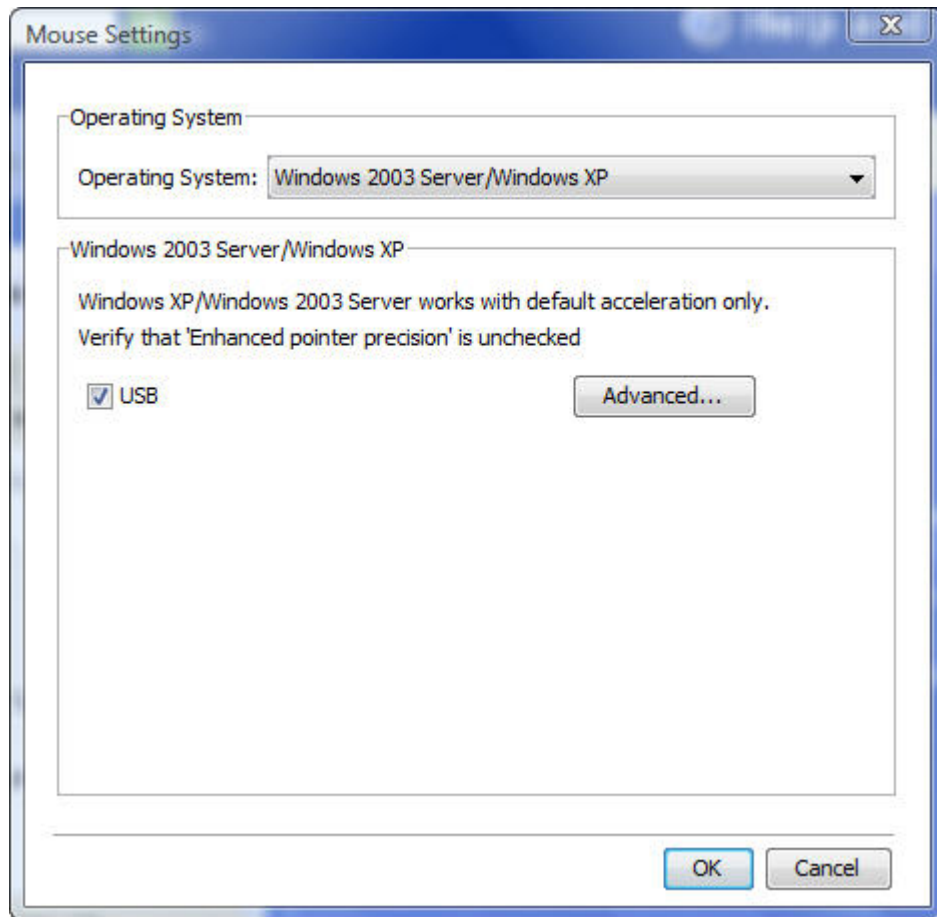 Mouse Settings
Operating System
Operating System: Windows 2003 Server/Windows XP
Windows 2003 Server/Windows XP
Windows XP/Windows 2003 Server works with default acceleration only.
Verify that 'Enhanced pointer precision' is unchecked
USB Advanced...
OK Cancel